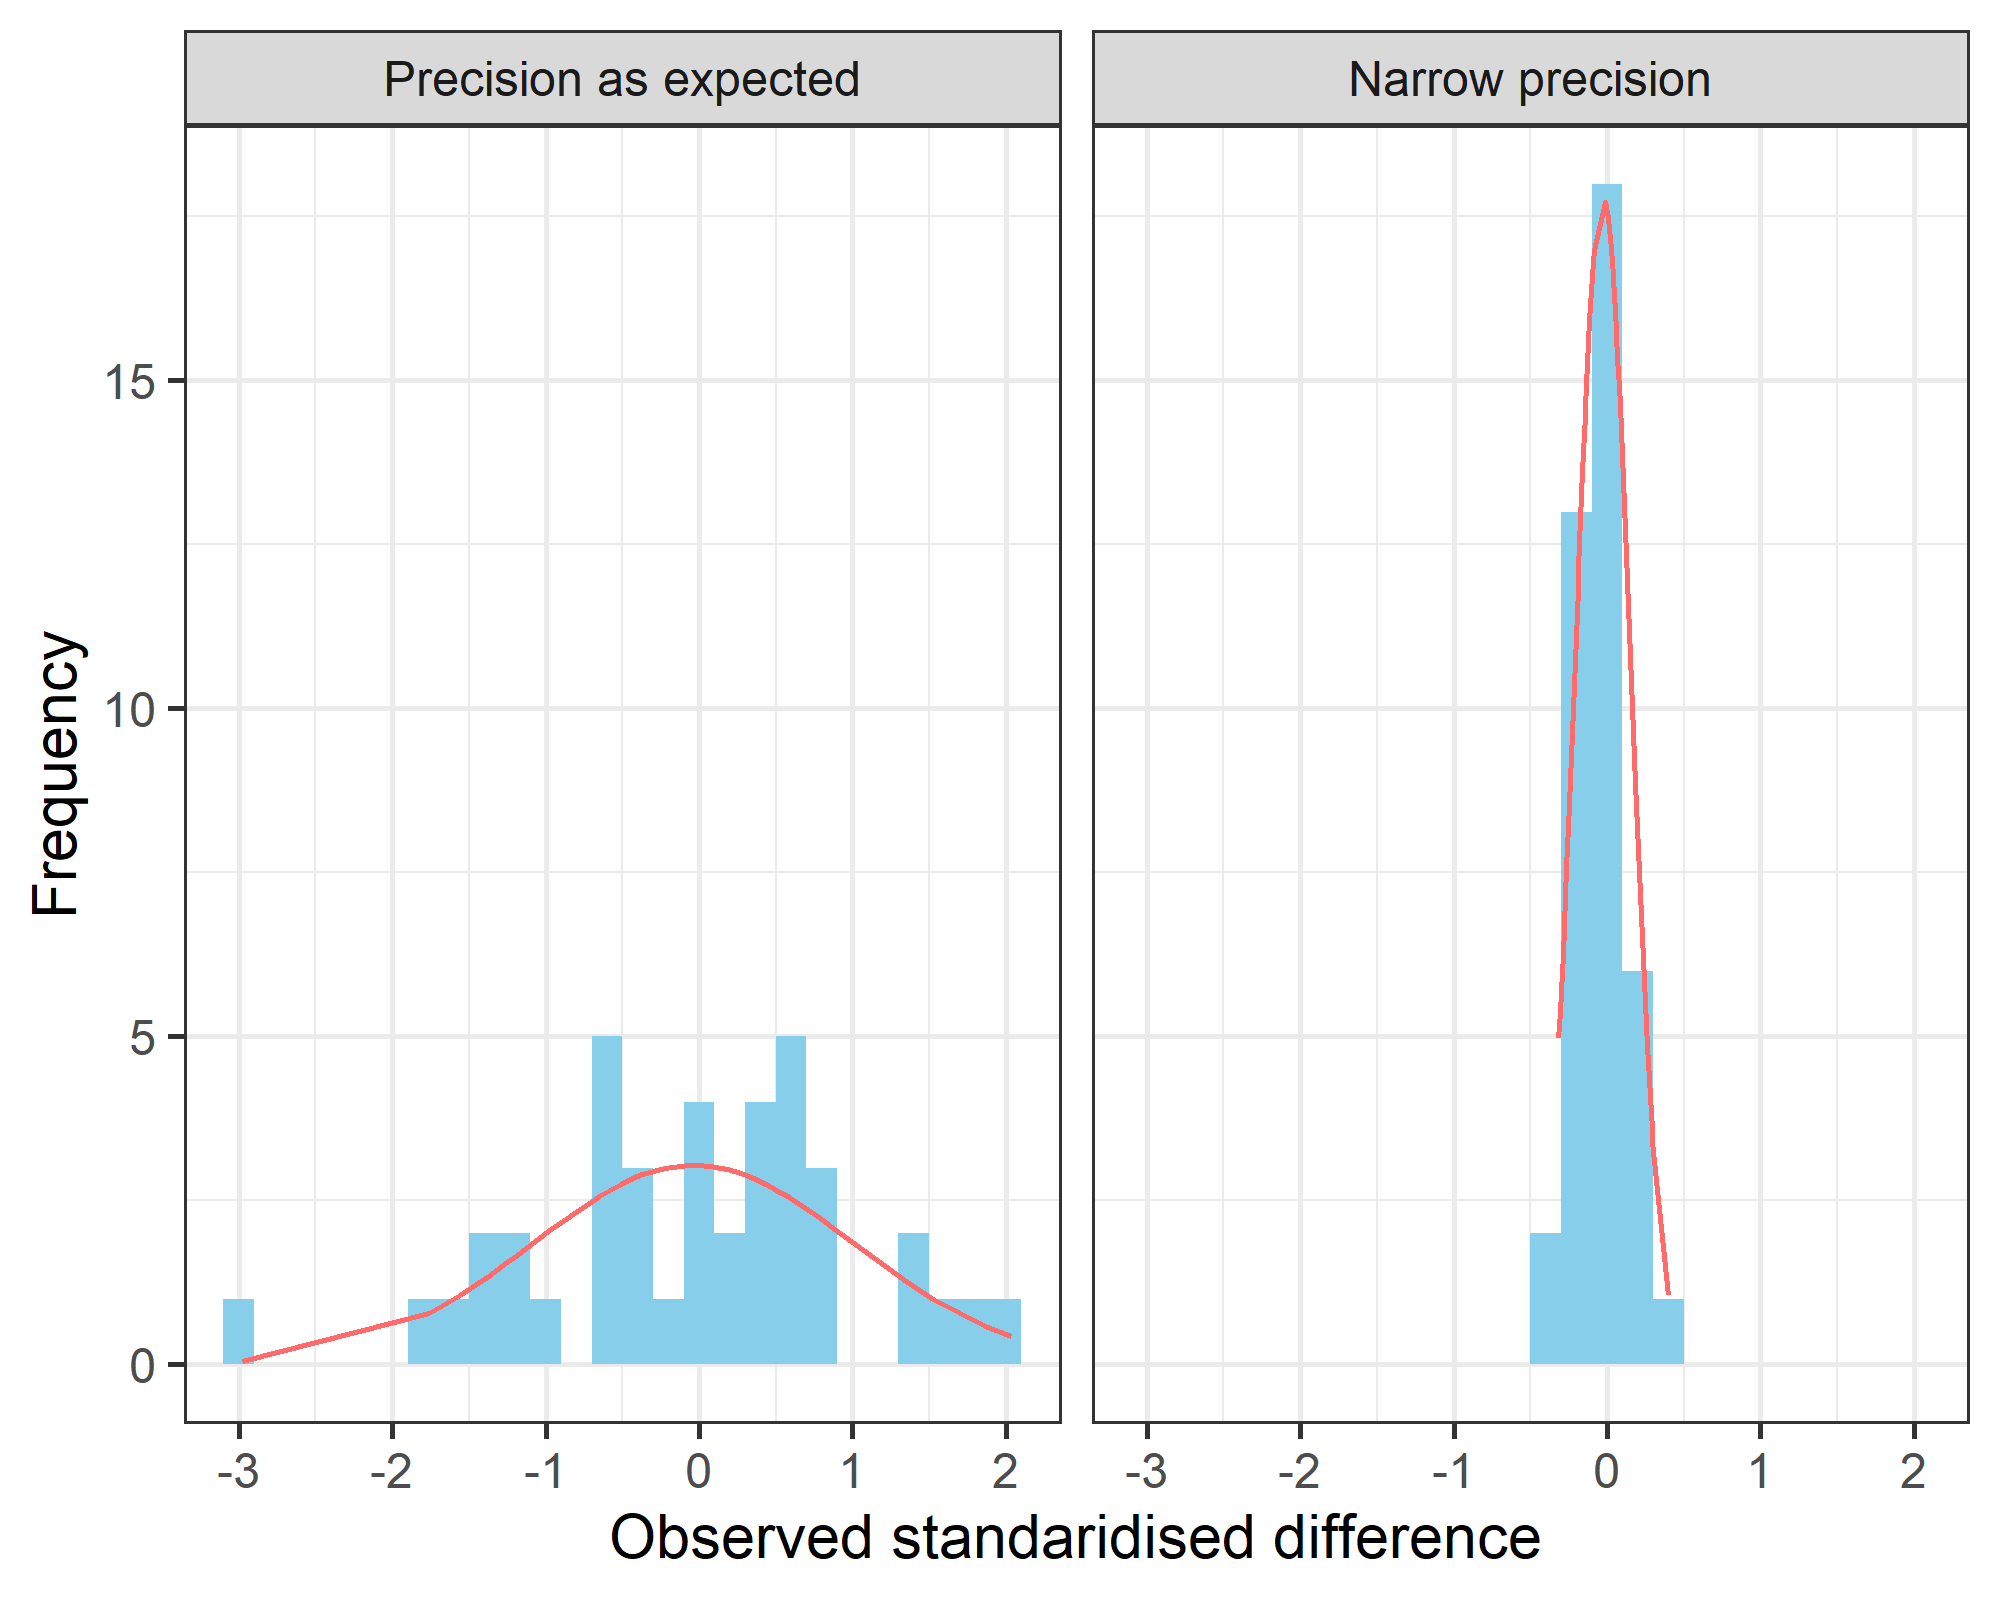 Precision as expected
Narrow precision
Frequency
15
10
5
0
-3 -2 -1 0 1 2
-3 -2 -1 0 1 2
Observed standaridised difference